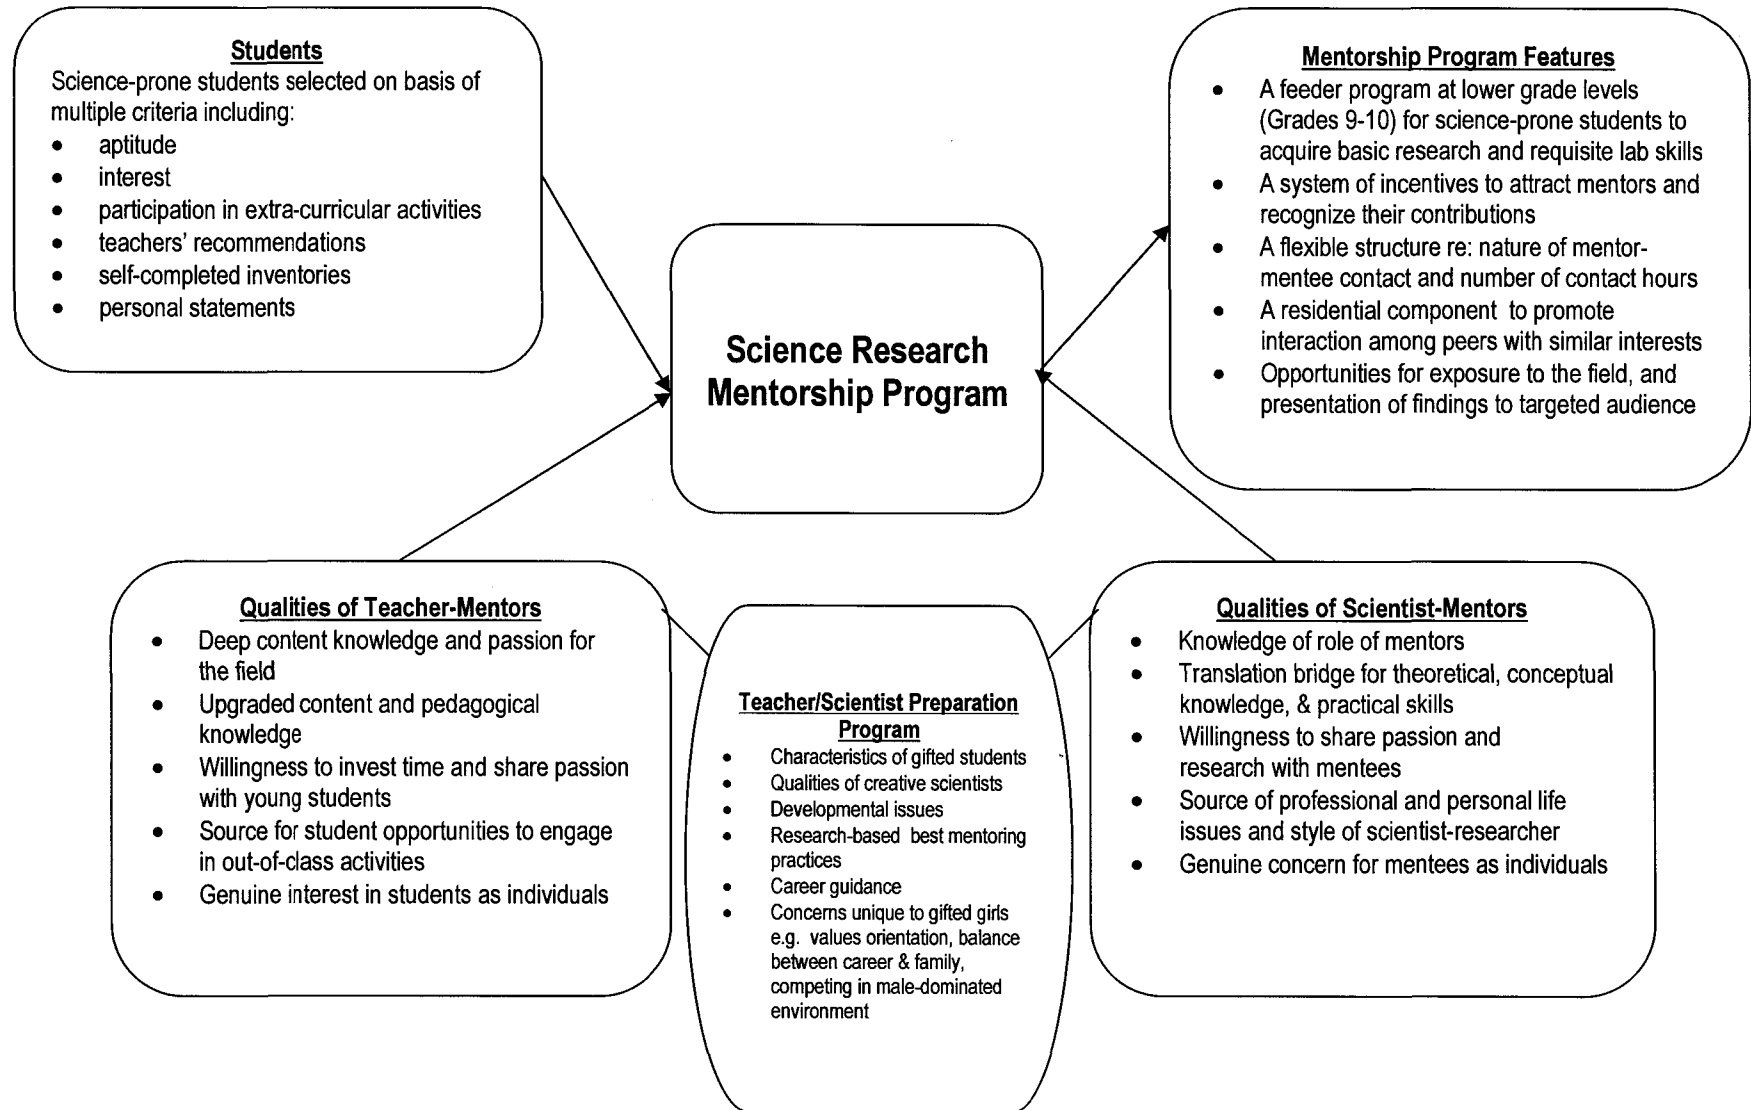 Students
Science-prone students selected on basis of
multiple criteria including:
• aptitude
• interest
• participation in extra-curricular activities
• teachers' recommendations
• self-completed inventories
• personal statements
Mentorship Program Features
• A feeder program at lower grade levels
(Grades 9-10) for science-prone students to
acquire basic research and requisite lab skills
• A system of incentives to attract mentors and
recognize their contributions
• A flexible structure re: nature of mentor-
mentee contact and number of contact hours
• A residential component to promote
interaction among peers with similar interests
• Opportunities for exposure to the field, and
presentation of findings to targeted audience
Science Research
Mentorship Program
Qualities of Teacher-Mentors
• Deep content knowledge and passion for
the field
• Upgraded content and pedagogical
knowledge
• Willingness to invest time and share passion
with young students
• Source for student opportunities to engage
in out-of-class activities
• Genuine interest in students as individuals
Teacher/Scientist Preparation
Program
• Characteristics of gifted students
• Qualities of creative scientists
• Developmental issues
• Research-based best mentoring
practices
• Career guidance
• Concerns unique to gifted girls
e.g. values orientation, balance
between career & family,
competing in male-dominated
environment
Qualities of Scientist-Mentors
• Knowledge of role of mentors
• Translation bridge for theoretical, conceptual
knowledge, & practical skills
• Willingness to share passion and
research with mentees
• Source of professional and personal life
issues and style of scientist-researcher
• Genuine concern for mentees as individuals